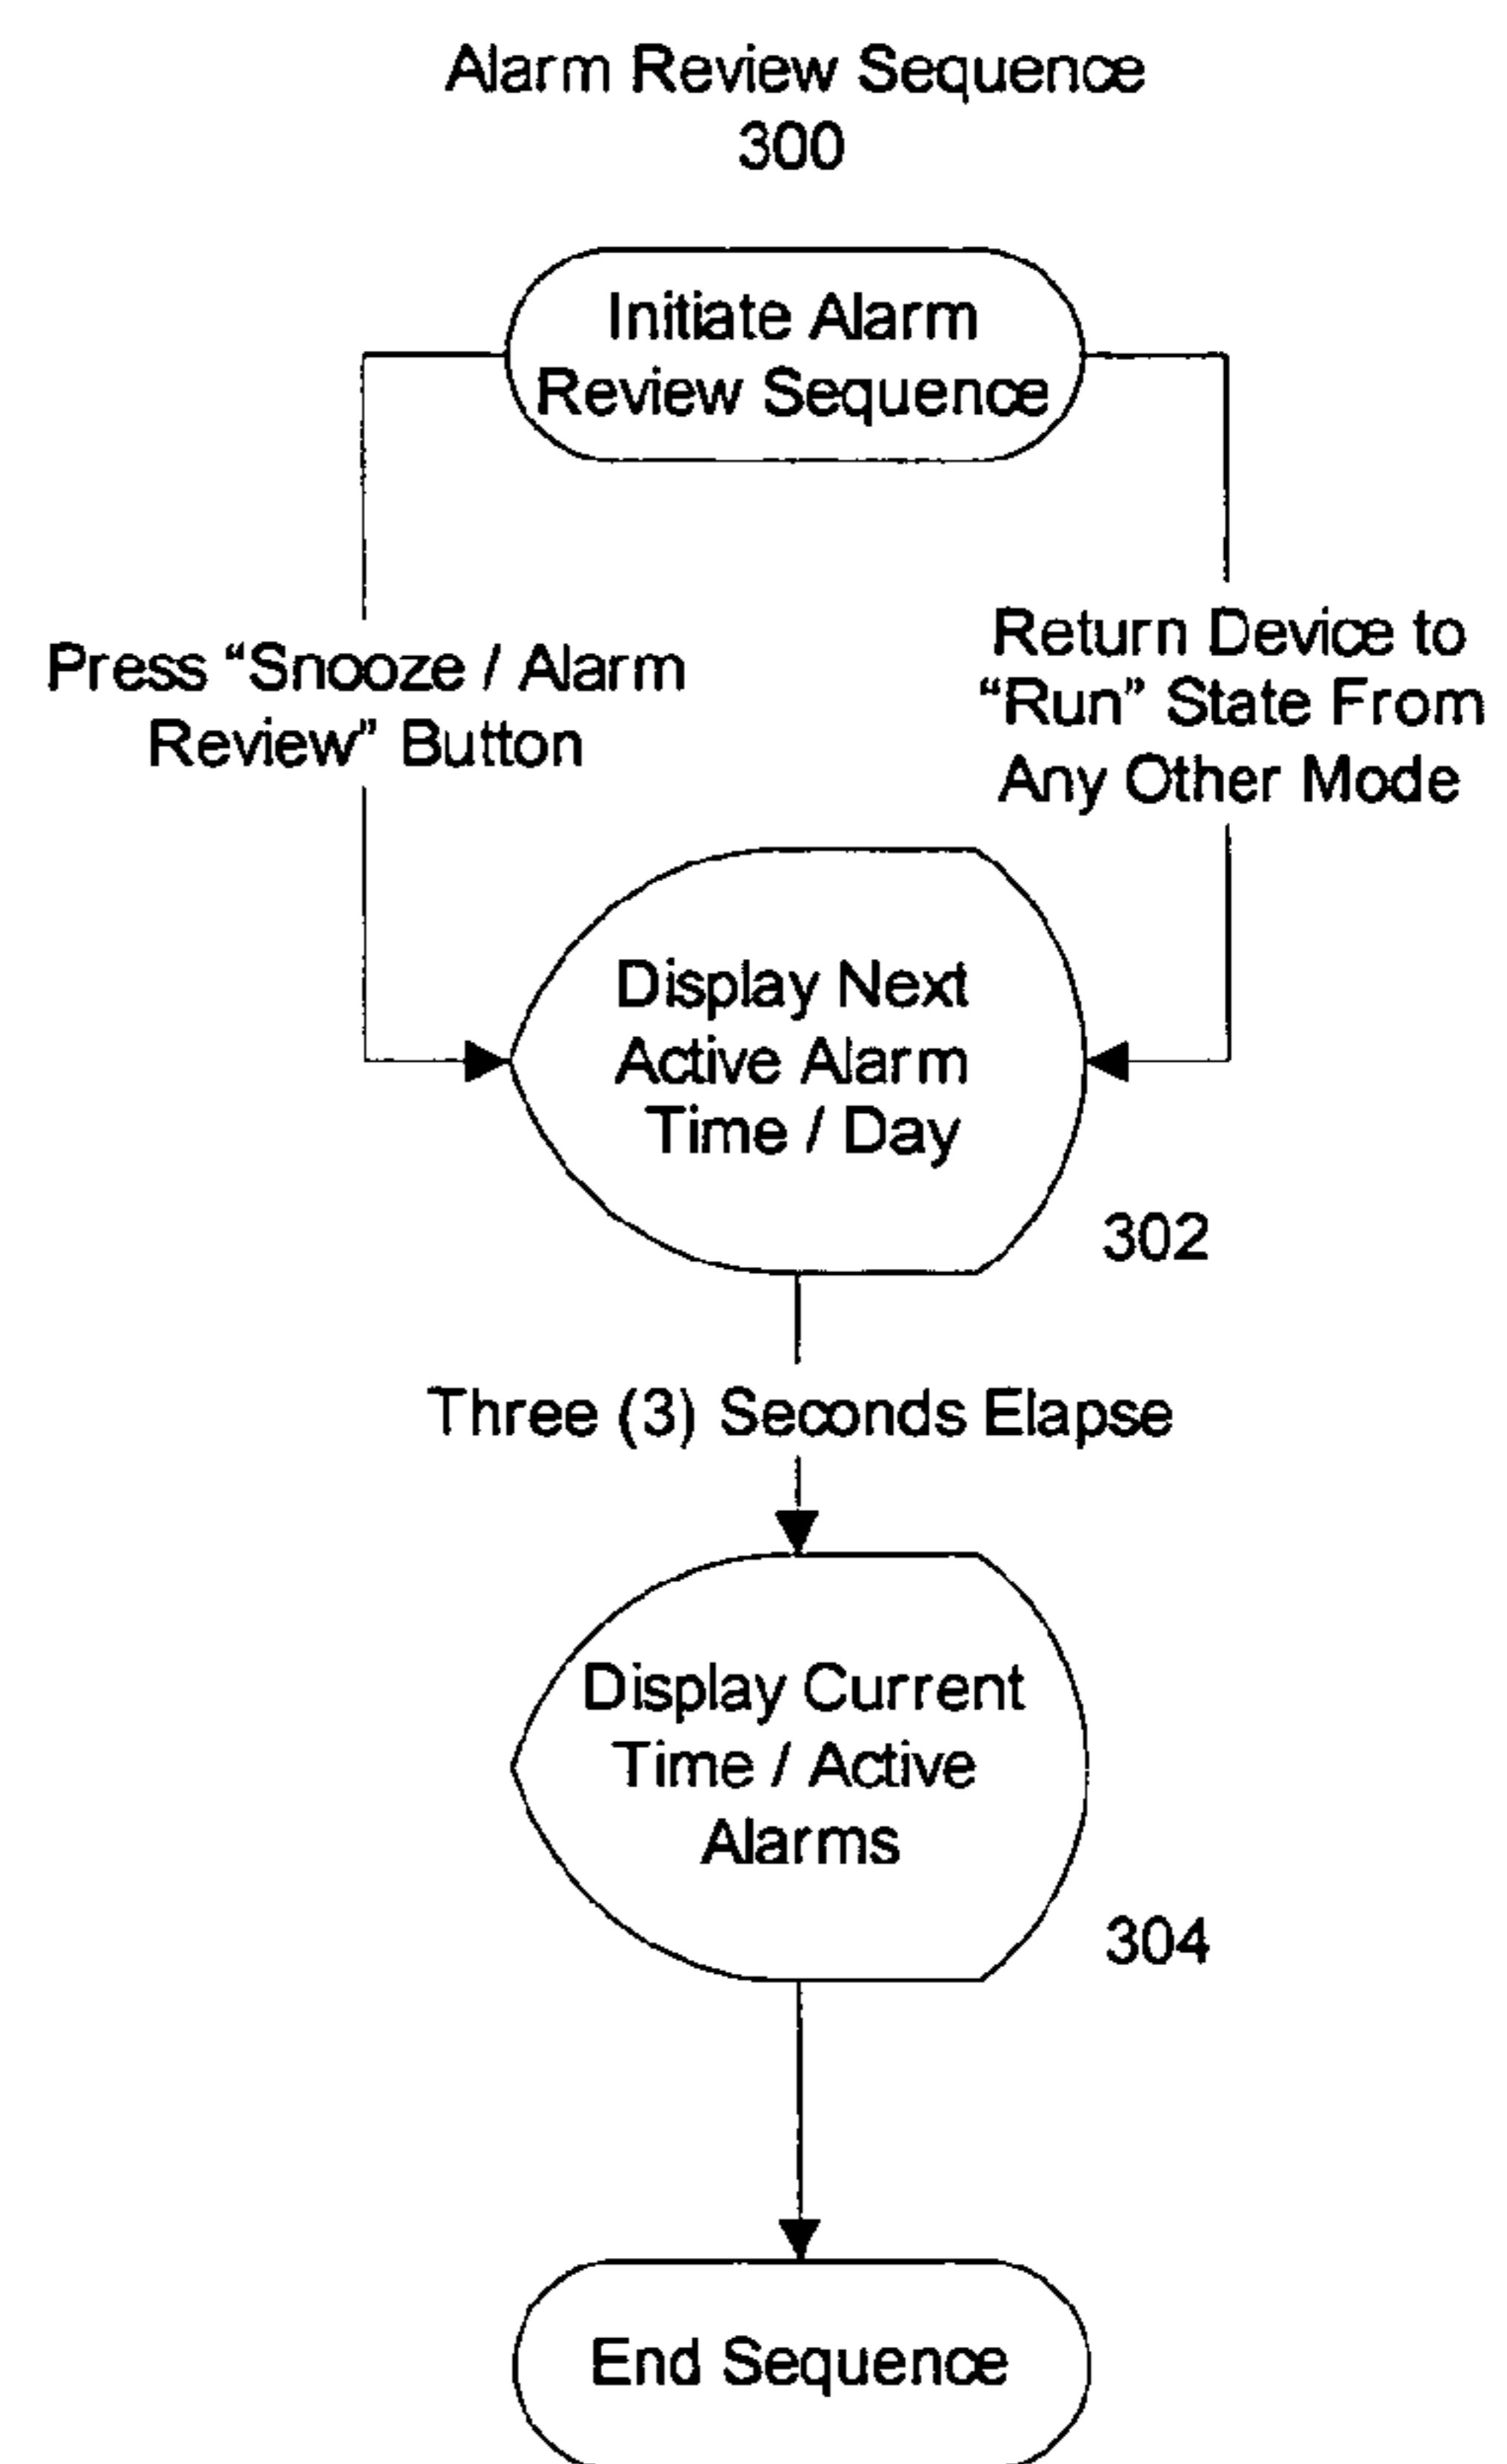 Alarm Review Sequence
300
Initiate Alarm
Review Sequence
Press “Snooze / Alarm
Review” Button
Return Device to
“Run” State From
Any Other Mode
Display Next
Active Alarm
Time / Day
302
Three (3) Seconds Elapse
Display Current
Time / Active
Alarms
304
End Sequence